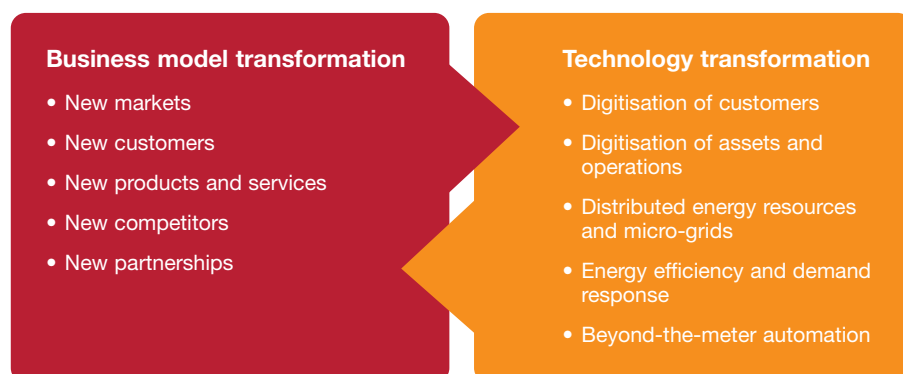 Business model transformation
• New markets
• New customers
• New products and services
• New competitors
• New partnerships
Technology transformation
• Digitisation of customers
• Digitisation of assets and
operations
• Distributed energy resources
and micro-grids
• Energy efficiency and demand
response
• Beyond-the-meter automation